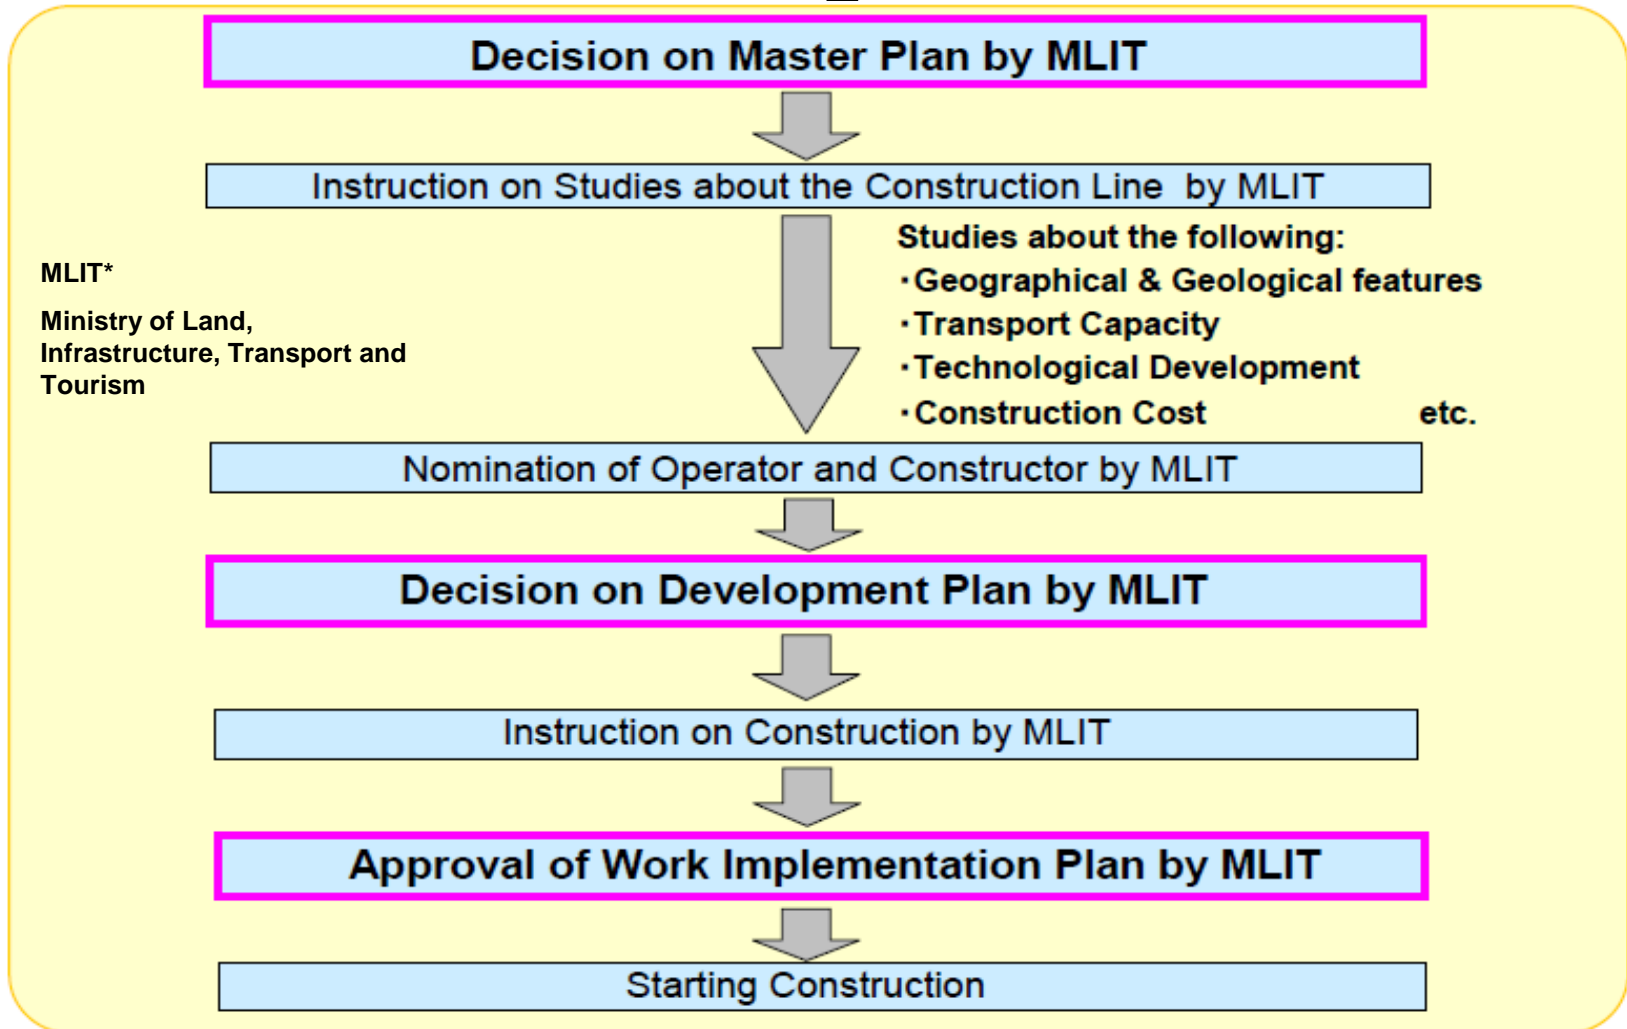 Decision on Master Plan by MLIT
Instruction on Studies about the Construction Line by MLIT
Studies about the following:
・Geographical & Geological features
・Transport Capacity
・Technological Development
・Construction Cost etc.
MLIT*
Ministry of Land,
Infrastructure, Transport and
Tourism
Nomination of Operator and Constructor by MLIT
Decision on Development Plan by MLIT
Instruction on Construction by MLIT
Approval of Work Implementation Plan by MLIT
Starting Construction